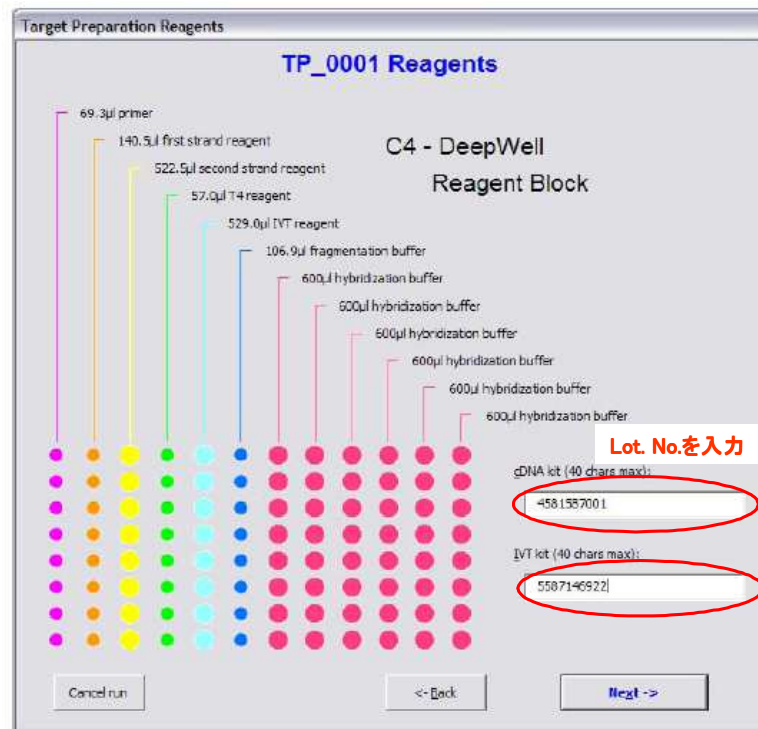 Target Preparation Reagents
TP_0001 Reagents
69.3µl primer
140.5µl first strand reagent
C4 - DeepWell
Reagent Block
522.5µl second strand reagent
57.0µl T4 reagent
529.0µl IVT reagent
106.9µl fragmentation buffer
600µl hybridization buffer
600µl hybridization buffer
600µl hybridization buffer
600µl hybridization buffer
600µl hybridization buffer
600µl hybridization buffer
Lot. No.を入力
cDNA kit (40 chars max):
4581587001
IVT kit (40 chars max):
5587146922
Cancel run
<- Back
Next ->